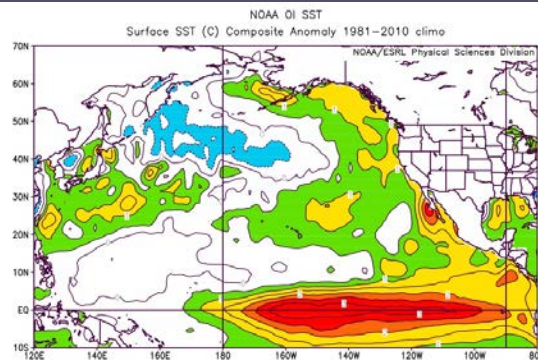 NOAA OI SST
Surface SST (C) Composite Anomaly 1981-2010 climo
NOAA/ESRL Physical Sciences Division
70N
60N
50N
40N
30N
20N
10N
EQ
10S
120E
140E
160E
180
160W
140W
120W
100W